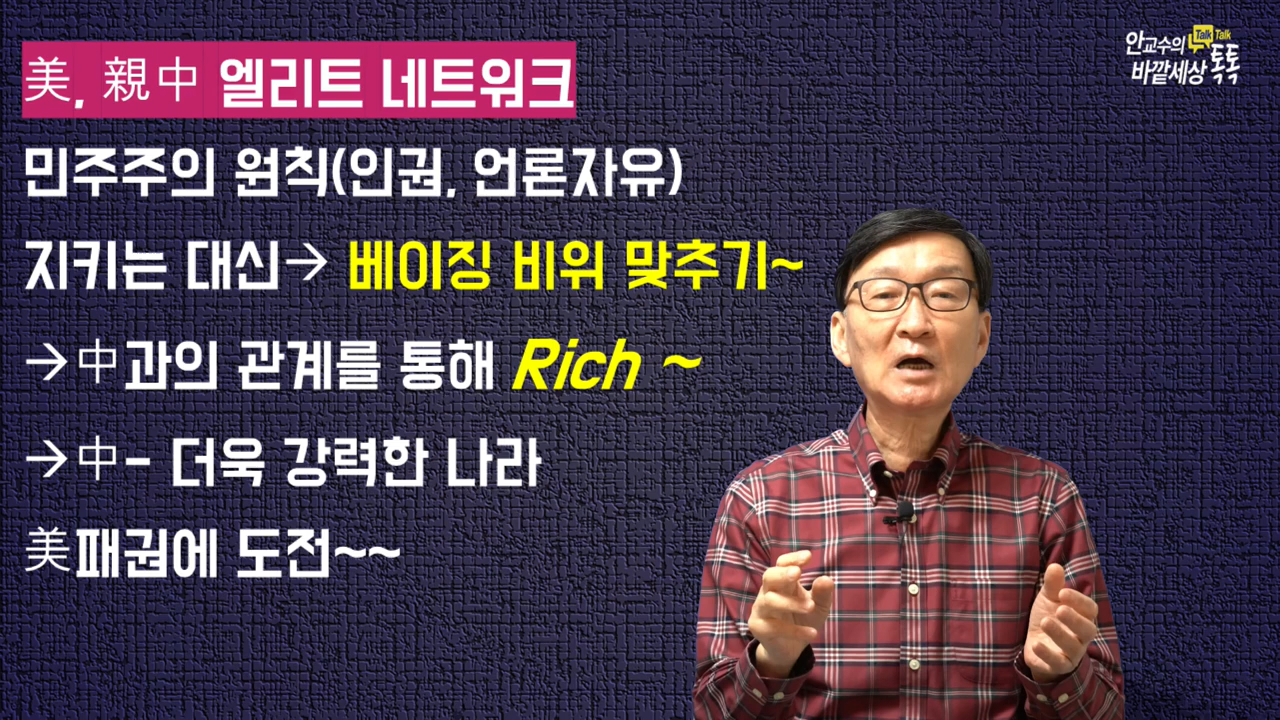 美, 親中 엘리트 네트워크
민주주의 원칙(인권, 언론자유)
지키는 대신→ 베이징 비위 맞추기~
→中과의 관계를 통해 Rich ~
→中- 더욱 강력한 나라
美패권에 도전~~
안교수의 Talk Talk
바깥세상 톡톡